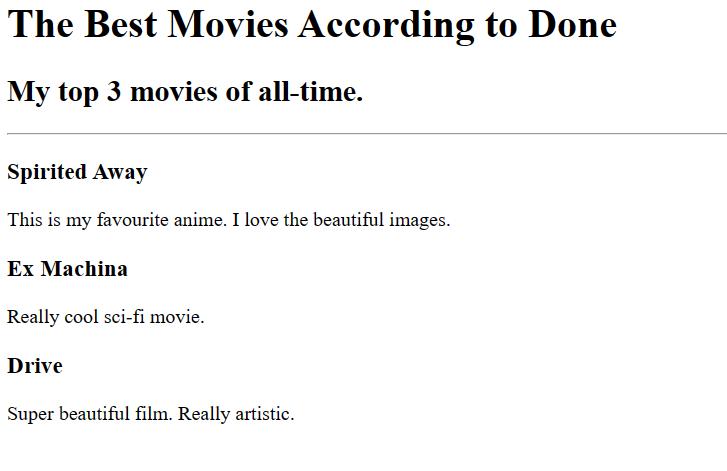 The Best Movies According to Done
My top 3 movies of all-time.
Spirited Away
This is my favourite anime. I love the beautiful images.
Ex Machina
Really cool sci-fi movie.
Drive
Super beautiful film. Really artistic.